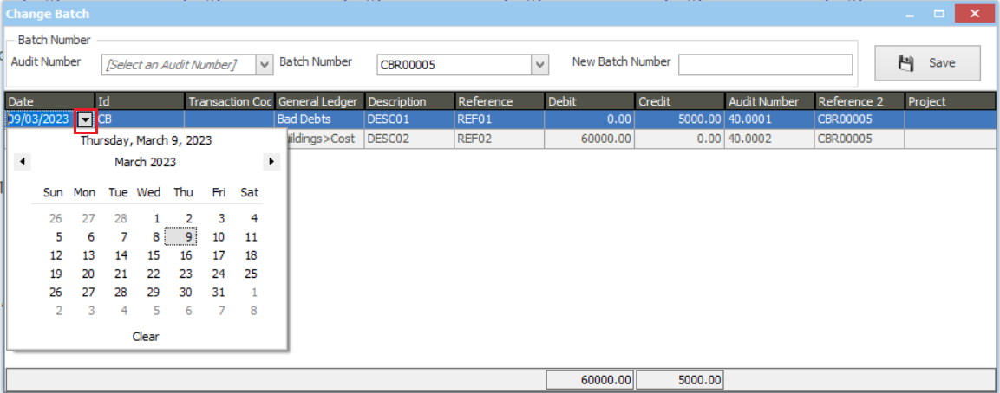 Change Batch
Batch Number
Audit Number [Select an Audit Number] Batch Number CBR00005 New Batch Number Save
Date Id Transaction Cod General Ledger Description Reference Debit Credit Audit Number Reference 2 Project
09/03/2023 CB Bad Debts DESC01 REF01 0.00 5000.00 40.0001 CBR00005
uildings>Cost DESC02 REF02 60000.00 0.00 40.0002 CBR00005
Thursday, March 9, 2023
March 2023
Sun Mon Tue Wed Thu Fri Sat
26 27 28 1 2 3 4
5 6 7 8 9 10 11
12 13 14 15 16 17 18
19 20 21 22 23 24 25
26 27 28 29 30 31 1
2 3 4 5 6 7 8
Clear
60000.00 5000.00